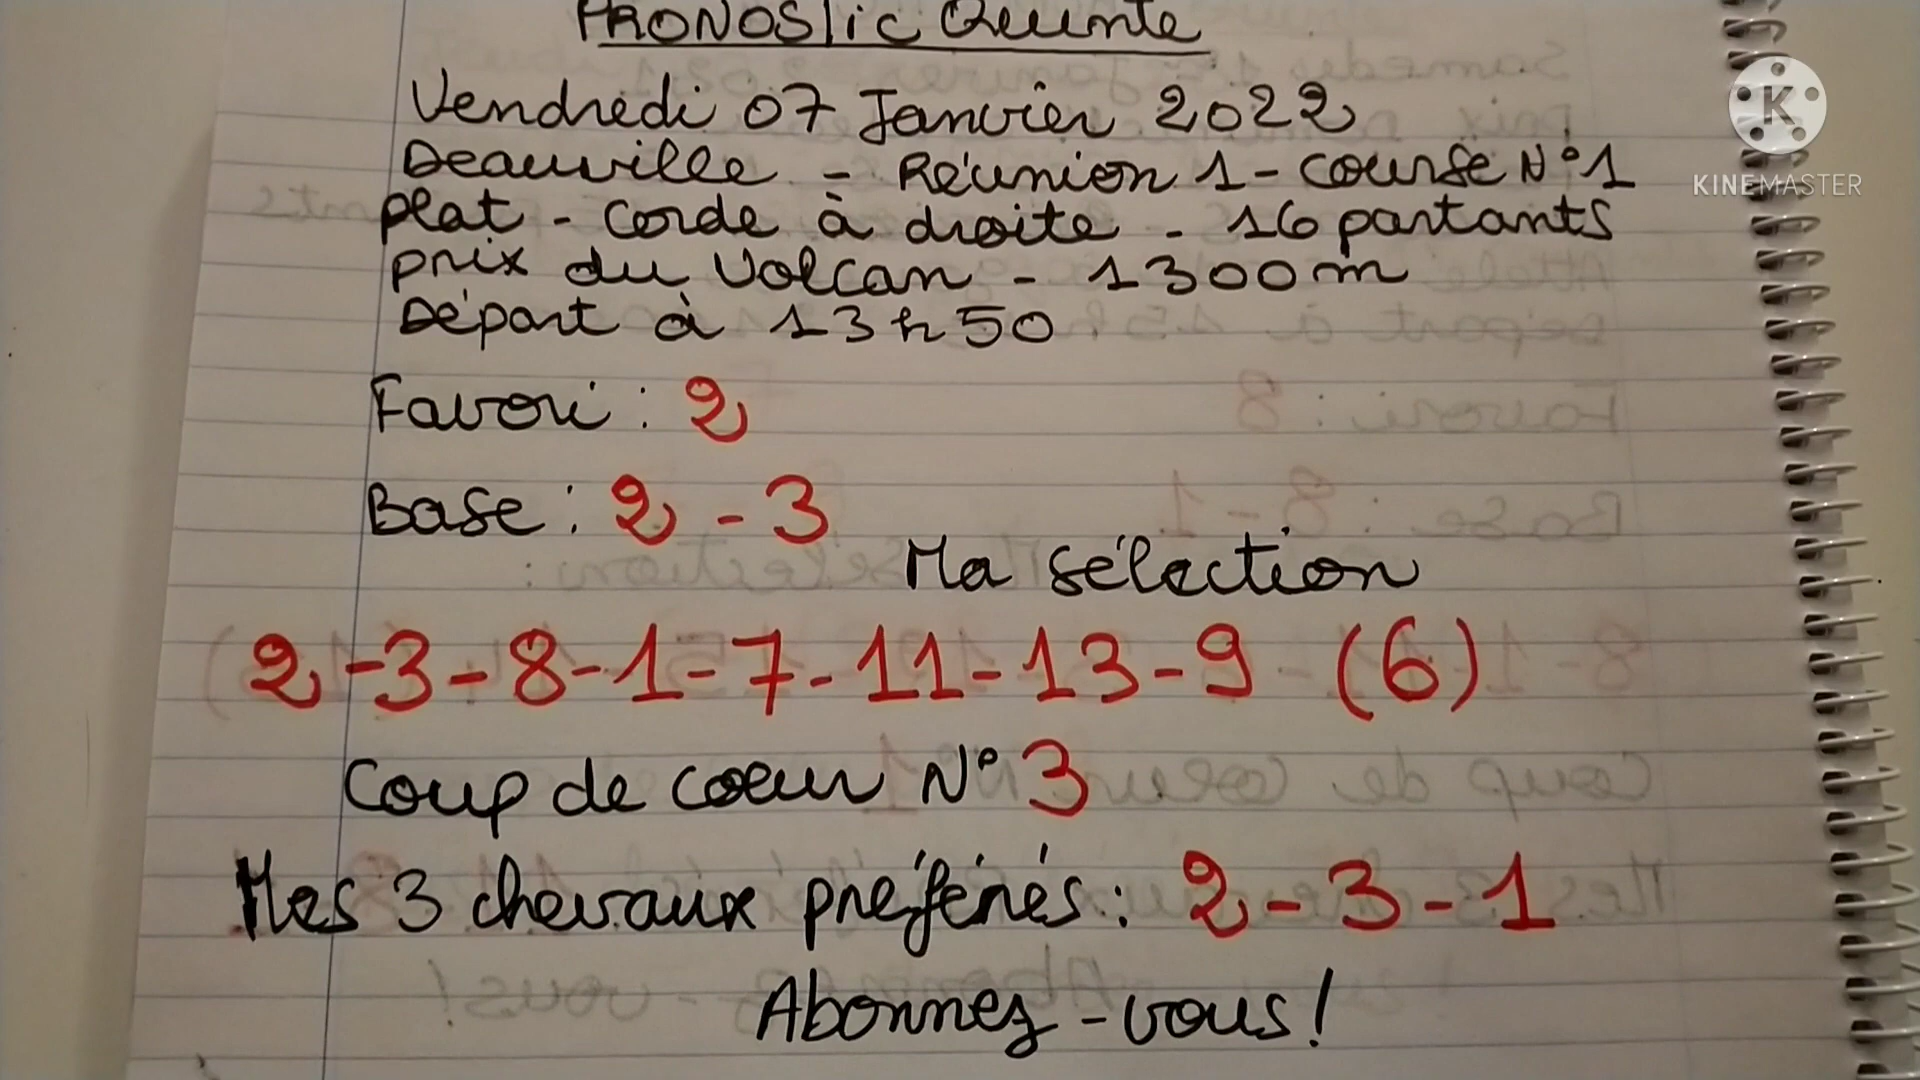 PRONOSTIC Quinté
Vendredi 07 Janvier 2022
Deauville - Réunion 1 - Course N°1
plat - Corde à droite - 16 partants
prix du Volcan - 1300m
Départ à 13h50
Favori : 2
Base : 2 - 3
Ma sélection
2 - 3 - 8 - 1 - 7 - 11 - 13 - 9 (6)
Coup de coeur N° 3
Mes 3 chevaux préférés : 2 - 3 - 1
Abonnez-vous !
K
KINEMASTER